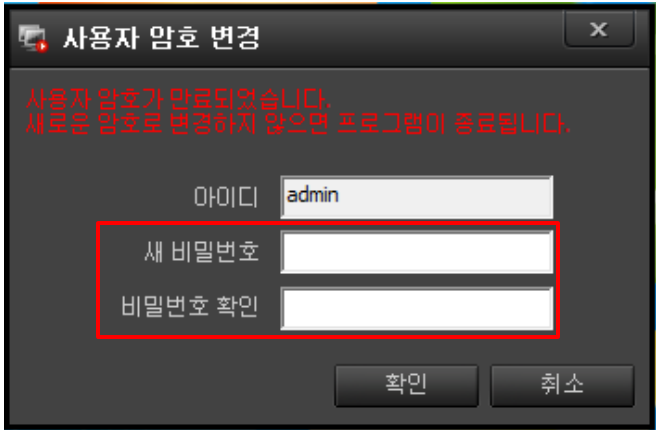 사용자 암호 변경
x
사용자 암호가 만료되었습니다.
새로운 암호로 변경하지 않으면 프로그램이 종료됩니다.
아이디 admin
새 비밀번호
비밀번호 확인
확인 취소